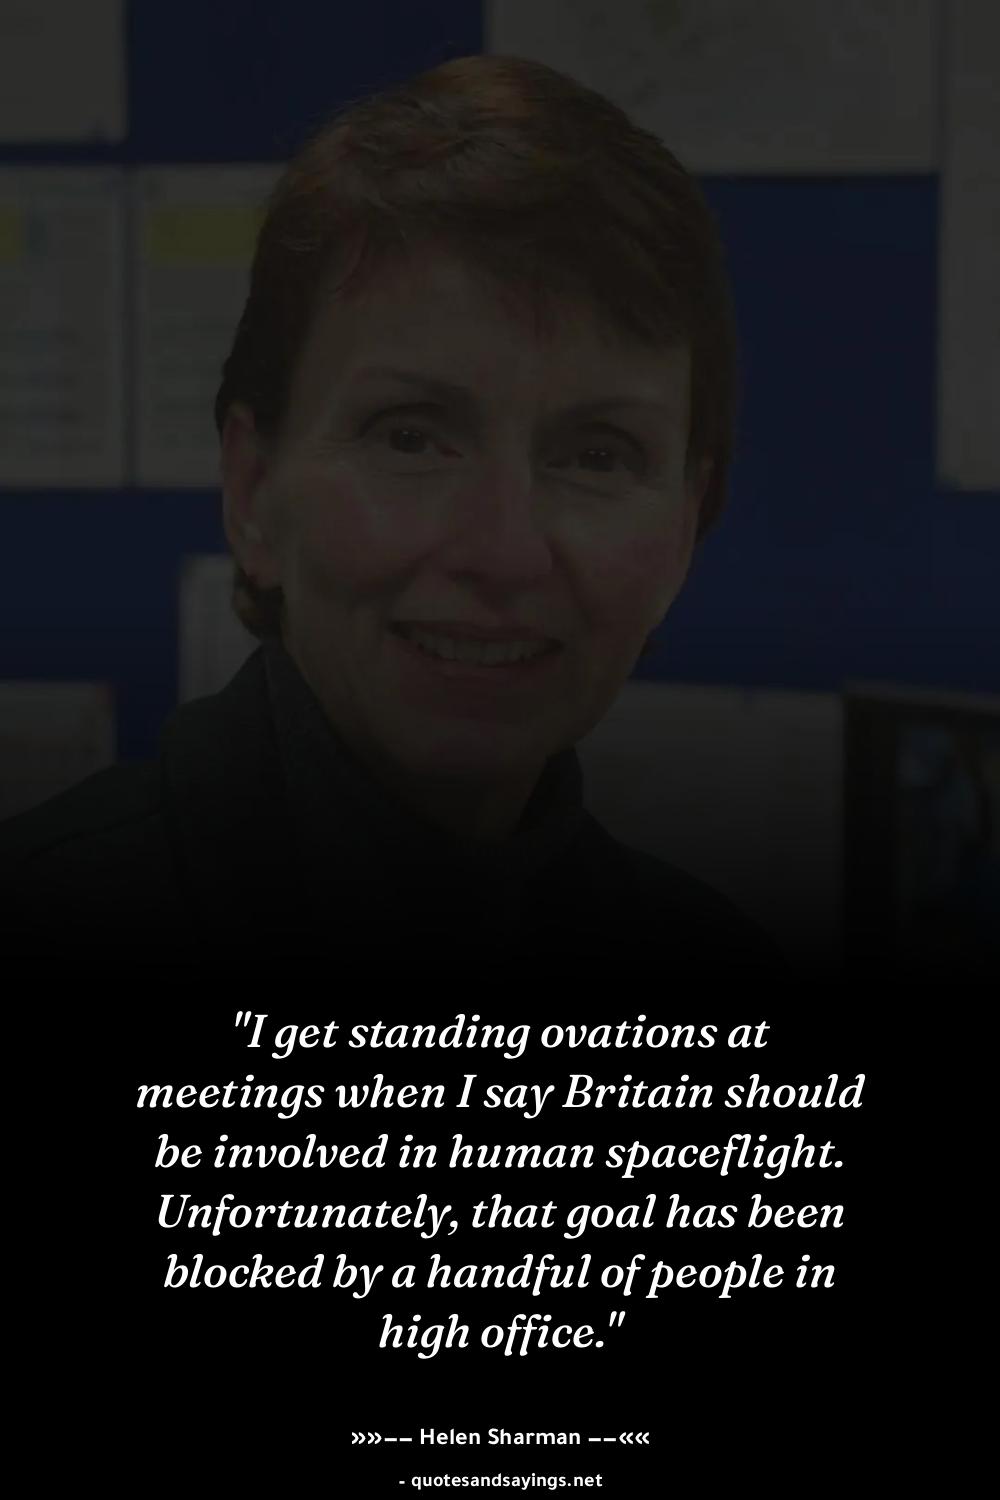 "I get standing ovations at
meetings when I say Britain should
be involved in human spaceflight.
Unfortunately, that goal has been
blocked by a handful of people in
high office."
»»–– Helen Sharman ––««
- quotesandsayings.net